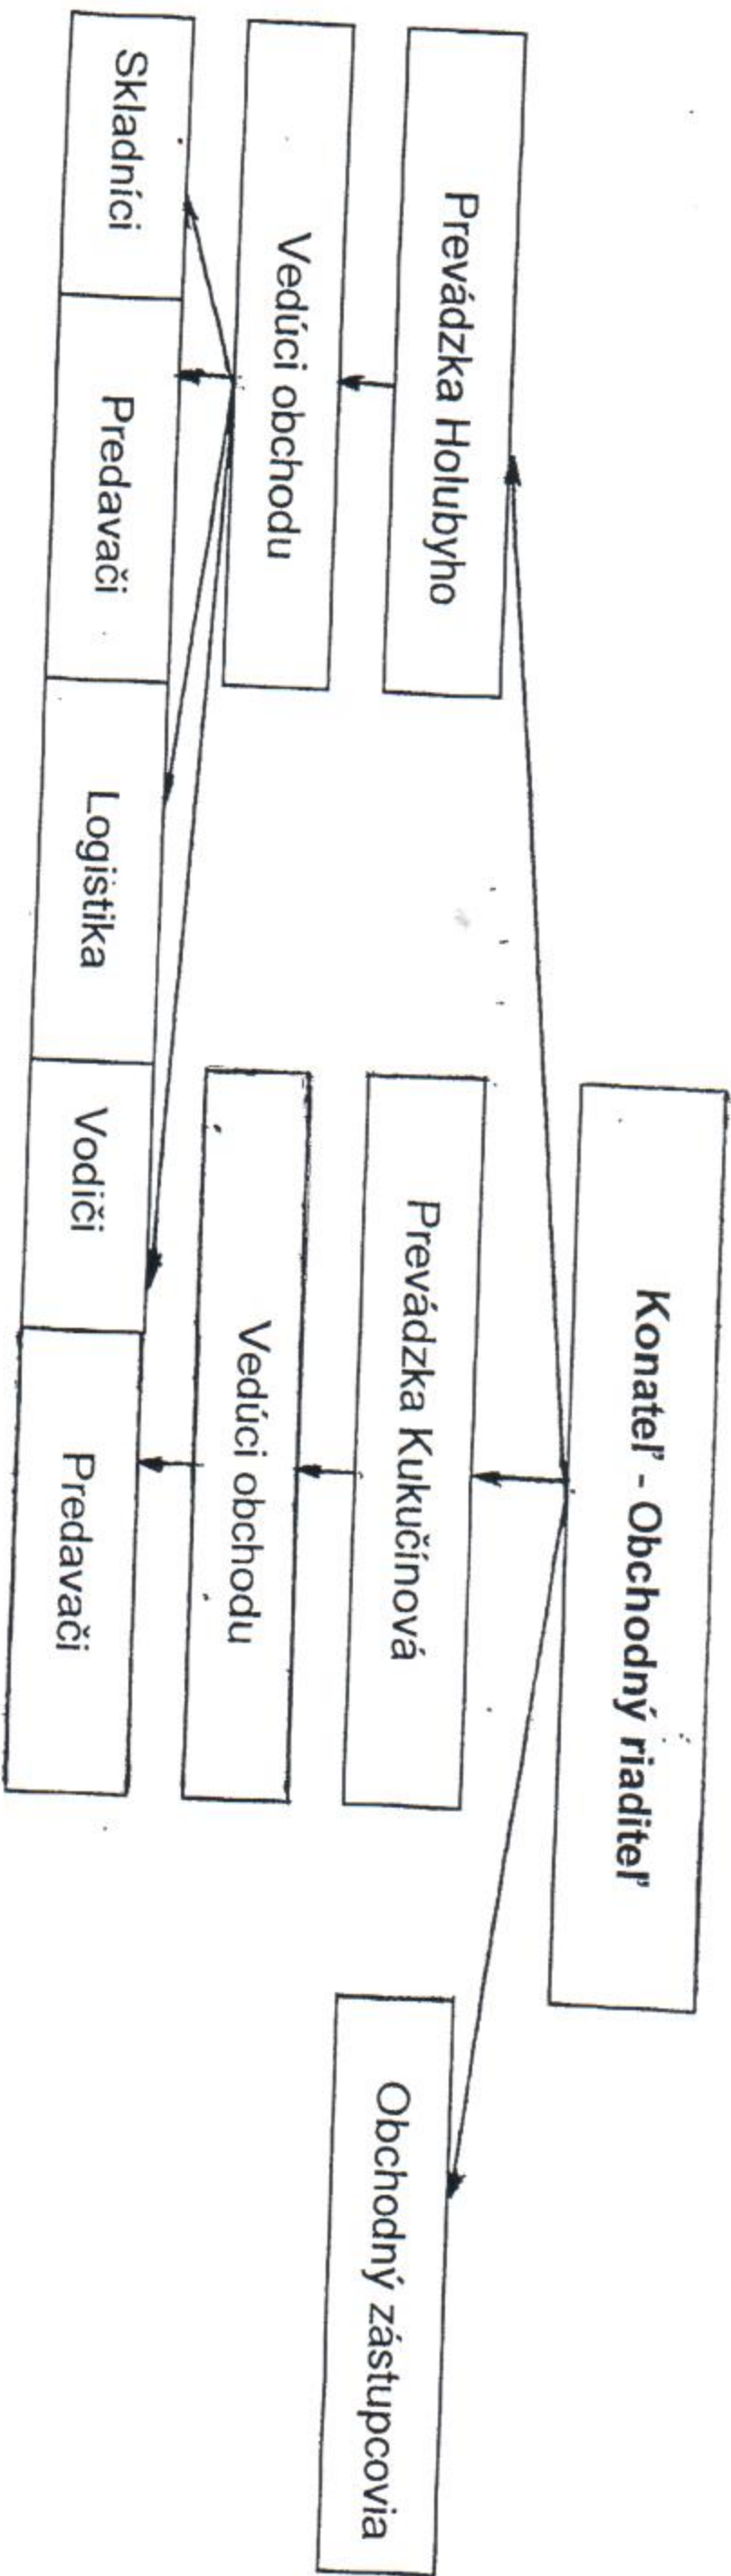 Konateľ - Obchodný riaditeľ
Prevádzka Holubyho
Prevádzka Kukučínová
Obchodný zástupcovia
Vedúci obchodu
Vedúci obchodu
Skladníci
Predavači
Logistika
Vodiči
Predavači